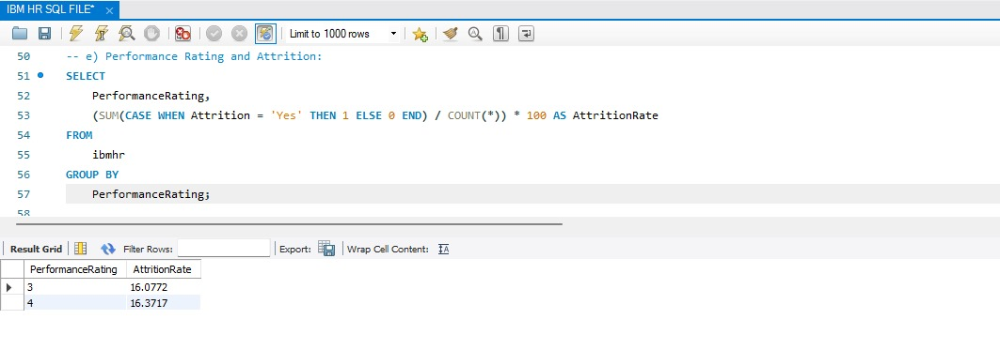 IBM HR SQL FILE* ×
Limit to 1000 rows
50 -- e) Performance Rating and Attrition:
51 SELECT
52 PerformanceRating,
53 (SUM(CASE WHEN Attrition = 'Yes' THEN 1 ELSE 0 END) / COUNT(*)) * 100 AS AttritionRate
54 FROM
55 ibmhr
56 GROUP BY
57 PerformanceRating;
58
Result Grid Filter Rows: Export: Wrap Cell Content: IA
PerformanceRating AttritionRate
3 16.0772
4 16.3717